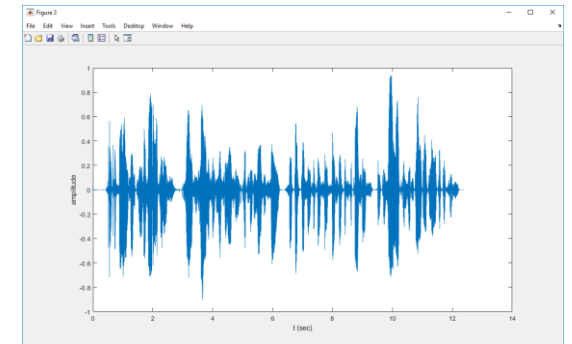 Figure 3
File Edit View Insert Tools Desktop Window Help
1
0.8
0.6
0.4
0.2
0
-0.2
-0.4
-0.6
-0.8
-1
amplitude
0 2 4 6 8 10 12 14
t (sec)